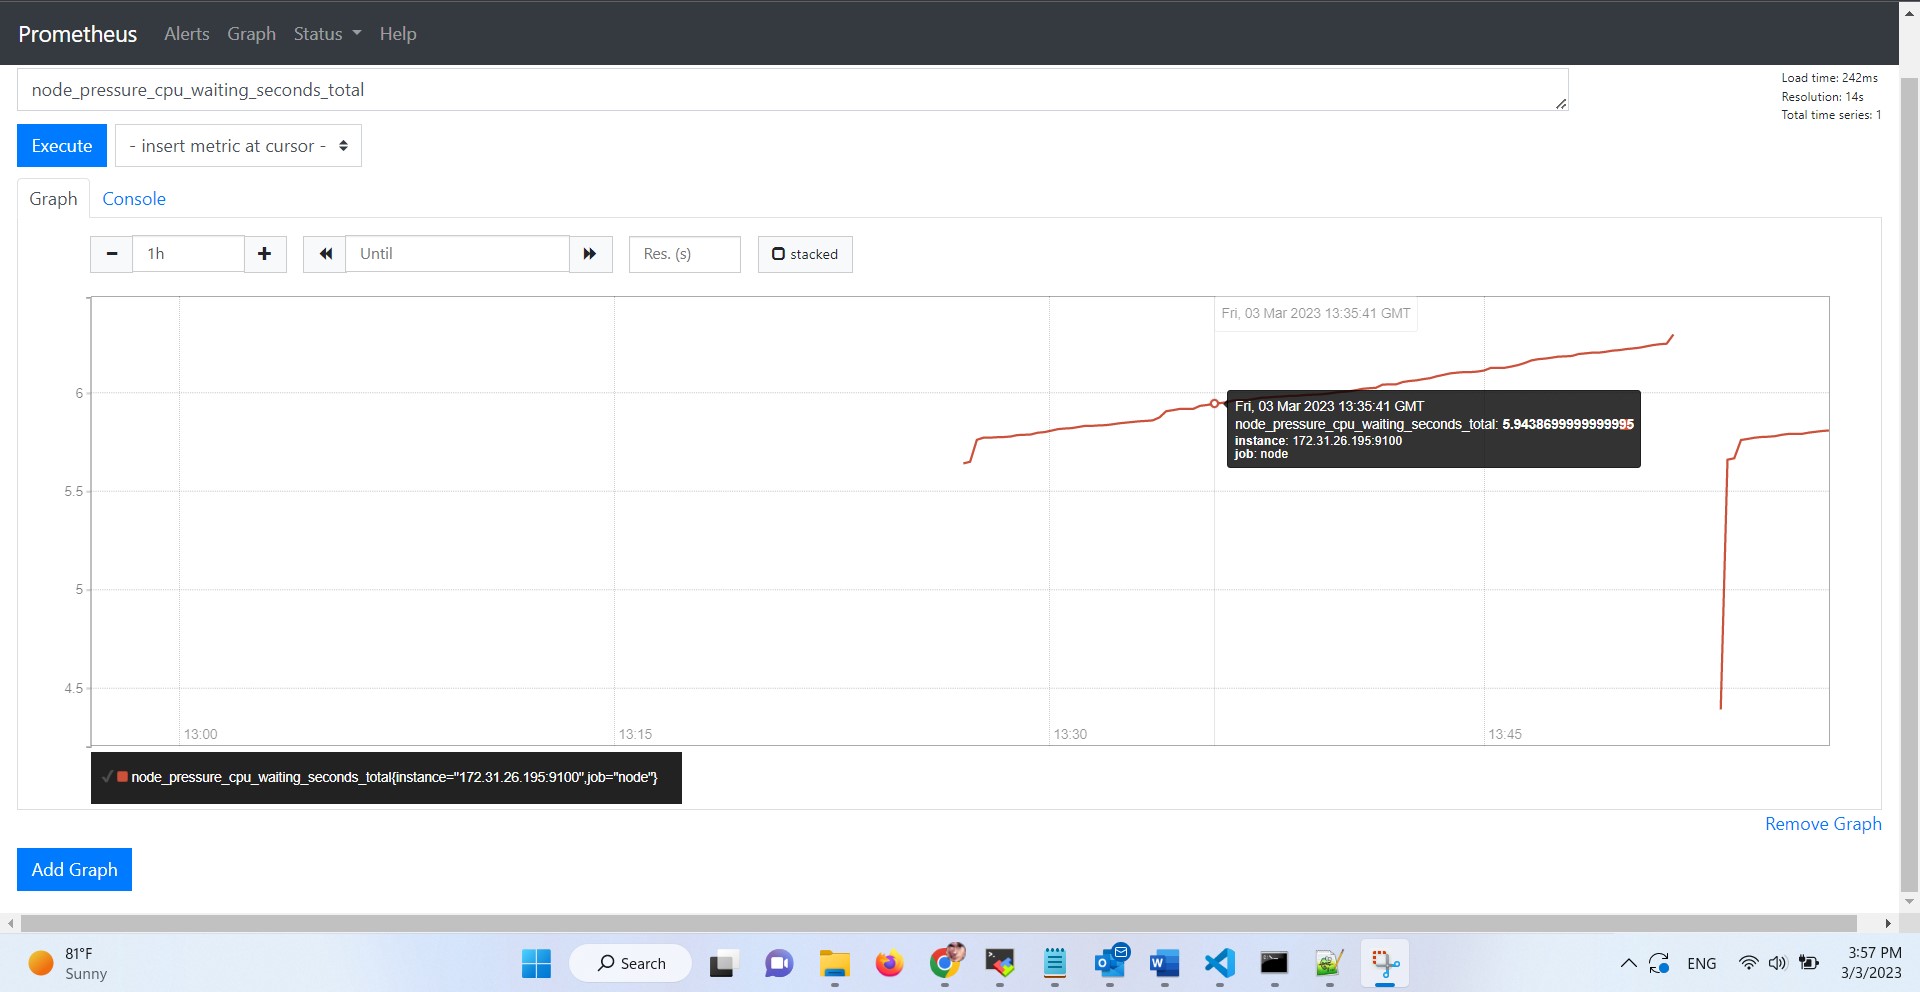 Prometheus Alerts Graph Status Help
node_pressure_cpu_waiting_seconds_total
Load time: 242ms
Resolution: 14s
Total time series: 1
Execute - insert metric at cursor -
Graph Console
1h Until Res. (s) stacked
Fri, 03 Mar 2023 13:35:41 GMT
6
5.5
5
4.5
Fri, 03 Mar 2023 13:35:41 GMT
node_pressure_cpu_waiting_seconds_total: 5.9438699999999995
instance: 172.31.26.195:9100
job: node
13:00 13:15 13:30 13:45
node_pressure_cpu_waiting_seconds_total{instance="172.31.26.195:9100",job="node"}
Remove Graph
Add Graph
81°F
Sunny
Search
ENG
3:57 PM
3/3/2023